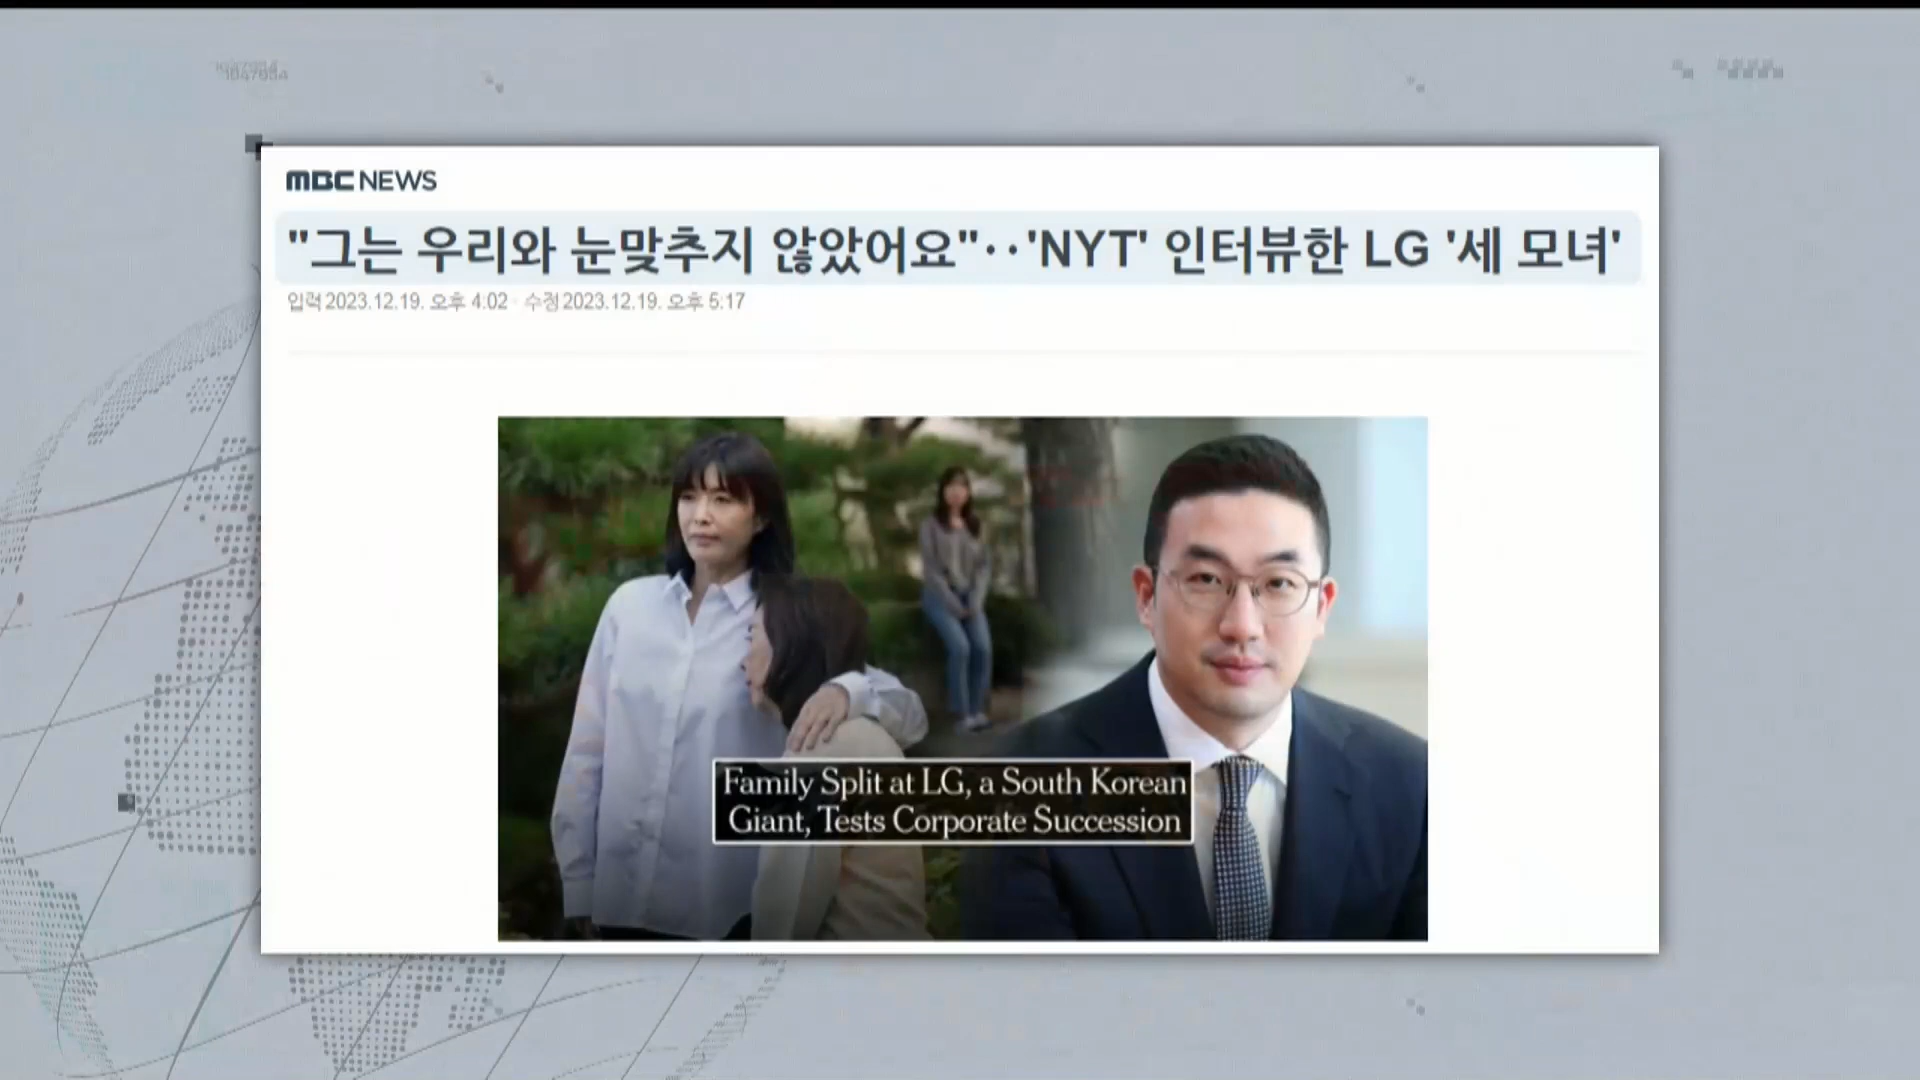 MBC NEWS
"그는 우리와 눈맞추지 않았어요"‥'NYT' 인터뷰한 LG '세 모녀'
입력 2023.12.19. 오후 4:02 · 수정 2023.12.19. 오후 5:17
Family Split at LG, a South Korean
Giant, Tests Corporate Succession